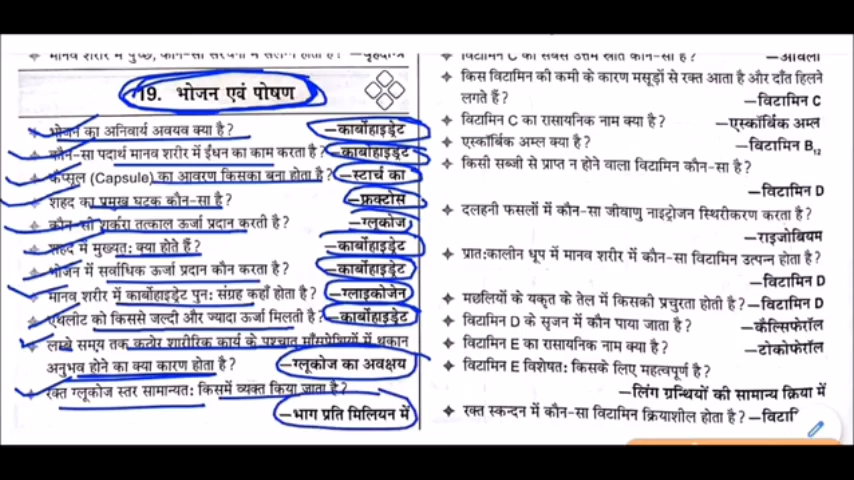 19. भोजन एवं पोषण
भोजन का अनिवार्य अवयव क्या है? –कार्बोहाइड्रेट
कौन-सा पदार्थ मानव शरीर में ईंधन का काम करता है? –कार्बोहाइड्रेट
कैप्सूल (Capsule) का आवरण किसका बना होता है? –स्टार्च का
शहद का प्रमुख घटक कौन-सा है? –फ्रक्टोस
कौन-सी शर्करा तत्काल ऊर्जा प्रदान करती है? –ग्लूकोज
शहद में मुख्यत: क्या होते हैं? –कार्बोहाइड्रेट
भोजन में सर्वाधिक ऊर्जा प्रदान कौन करता है? –कार्बोहाइड्रेट
मानव शरीर में कार्बोहाइड्रेट पुन: संग्रह कहाँ होता है? –ग्लाइकोजेन
एथलीट को किससे जल्दी और ज्यादा ऊर्जा मिलती है? –कार्बोहाइड्रेट
लम्बे समय तक कठोर शारीरिक कार्य के पश्चात् माँसपेशियों में थकान
अनुभव होने का क्या कारण होता है? –ग्लूकोज का अवक्षय
रक्त ग्लूकोज स्तर सामान्यत: किसमें व्यक्त किया जाता है?
–भाग प्रति मिलियन में
विटामिन C का सबसे उत्तम स्रोत कौन-सा है? –आंवला
किस विटामिन की कमी के कारण मसूड़ों से रक्त आता है और दाँत हिलने
लगते हैं? –विटामिन C
विटामिन C का रासायनिक नाम क्या है? –एस्कॉर्बिक अम्ल
एस्कॉर्बिक अम्ल क्या है? –विटामिन B₁₂
किसी सब्जी से प्राप्त न होने वाला विटामिन कौन-सा है?
–विटामिन D
दलहनी फसलों में कौन-सा जीवाणु नाइट्रोजन स्थिरीकरण करता है?
–राइजोबियम
प्रात:कालीन धूप में मानव शरीर में कौन-सा विटामिन उत्पन्न होता है?
–विटामिन D
मछलियों के यकृत के तेल में किसकी प्रचुरता होती है? –विटामिन D
विटामिन D के सृजन में कौन पाया जाता है? –कैल्सिफेरॉल
विटामिन E का रासायनिक नाम क्या है? –टोकोफेरॉल
विटामिन E विशेषत: किसके लिए महत्वपूर्ण है?
–लिंग ग्रन्थियों की सामान्य क्रिया में
रक्त स्कन्दन में कौन-सा विटामिन क्रियाशील होता है?